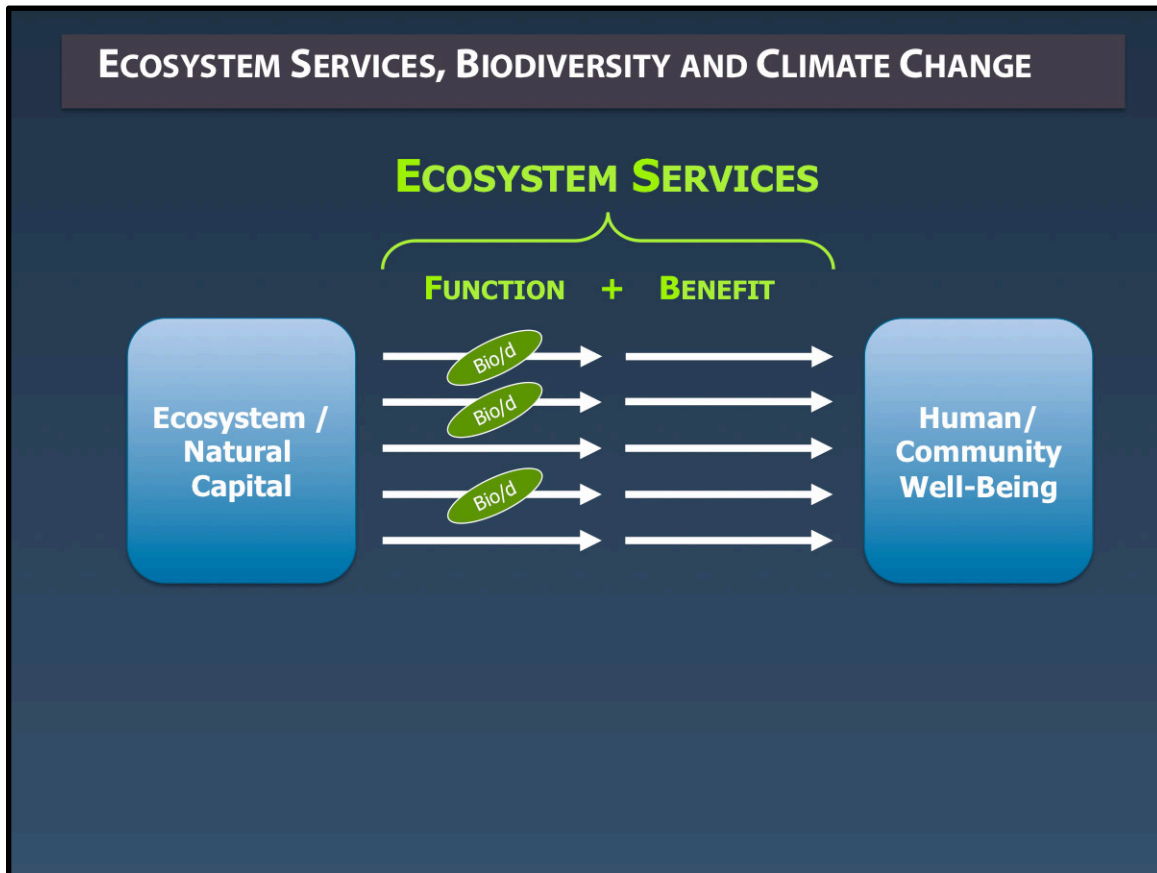 ECOSYSTEM SERVICES, BIODIVERSITY AND CLIMATE CHANGE
ECOSYSTEM SERVICES
FUNCTION + BENEFIT
Bio/d
Bio/d
Bio/d
Ecosystem /
Natural
Capital
Human/
Community
Well-Being